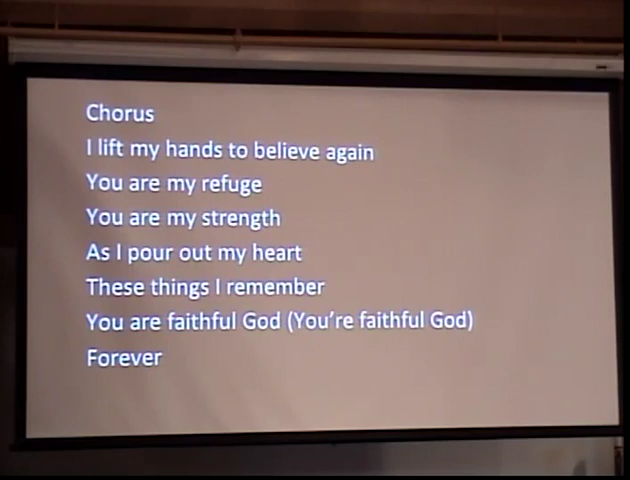 Chorus
I lift my hands to believe again
You are my refuge
You are my strength
As I pour out my heart
These things I remember
You are faithful God (You're faithful God)
Forever